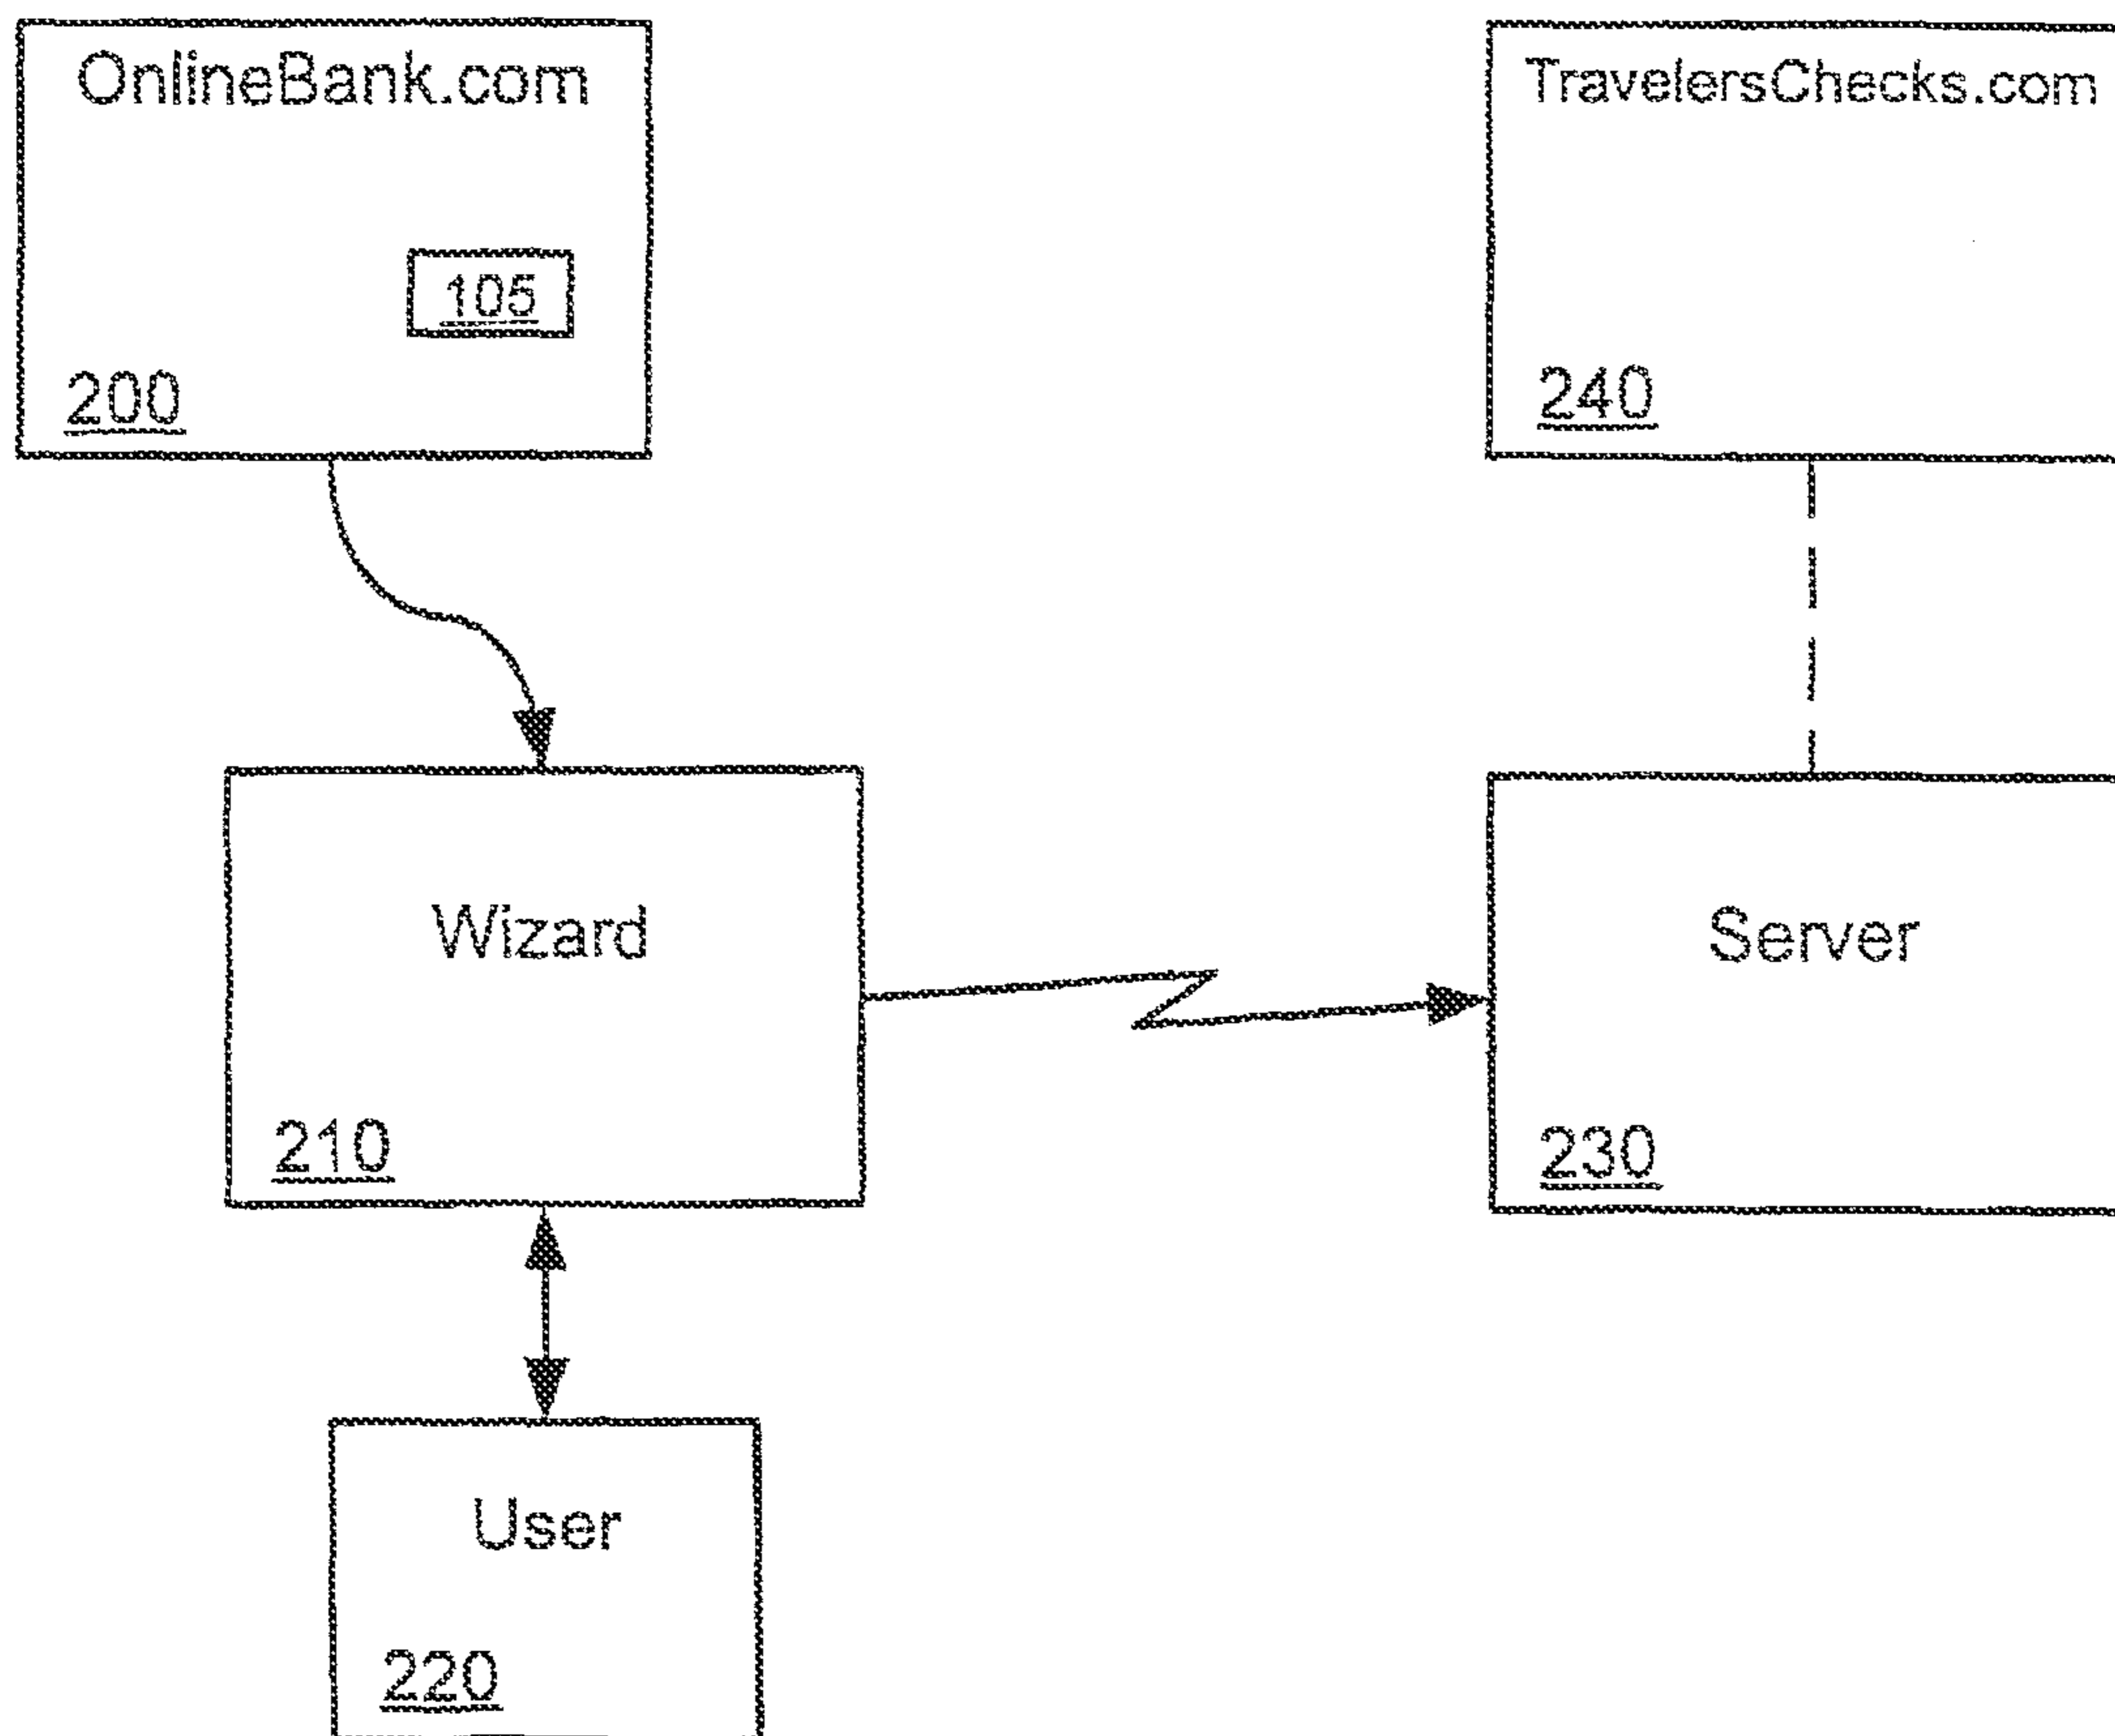 OnlineBank.com
105
200
TravelersChecks.com
240
Wizard
210
Server
230
User
220